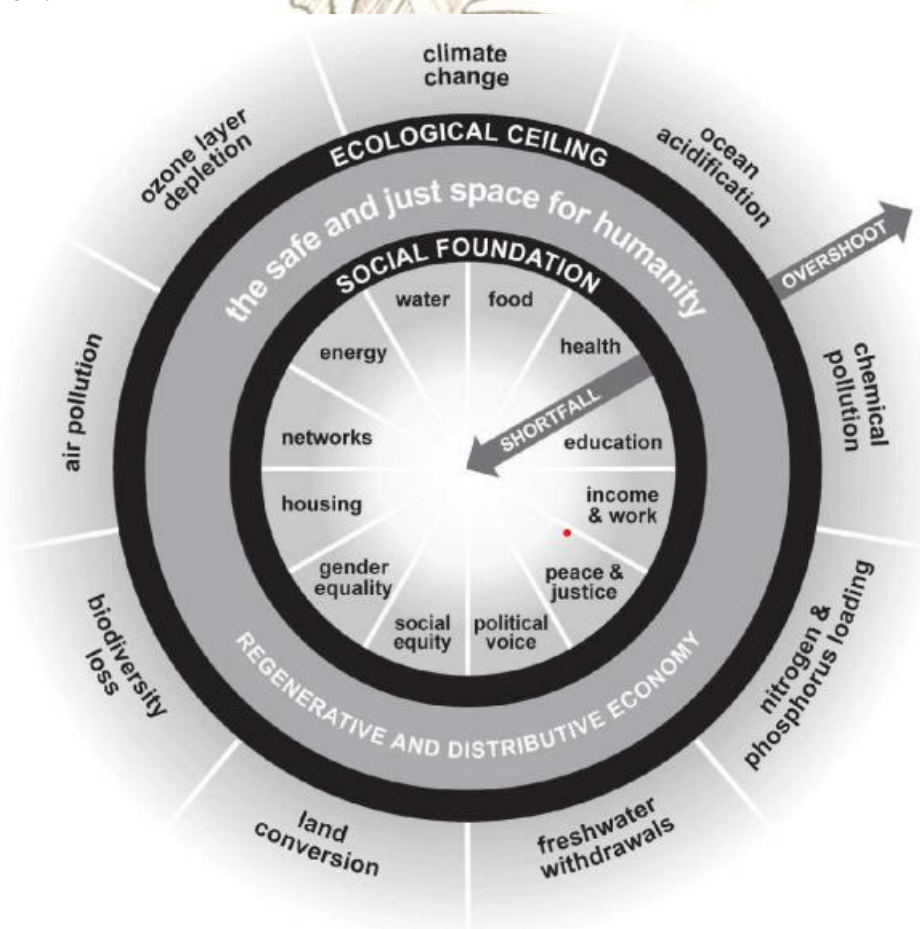 climate
change
ozone layer
depletion
ocean
acidification
ECOLOGICAL CEILING
the safe and just space for humanity
OVERSHOOT
SOCIAL FOUNDATION
water
food
energy
health
SHORTFALL
air pollution
chemical
pollution
networks
education
housing
income
& work
gender
equality
peace &
justice
social
equity
political
voice
biodiversity
loss
nitrogen &
phosphorus loading
REGENERATIVE AND DISTRIBUTIVE ECONOMY
land
conversion
freshwater
withdrawals